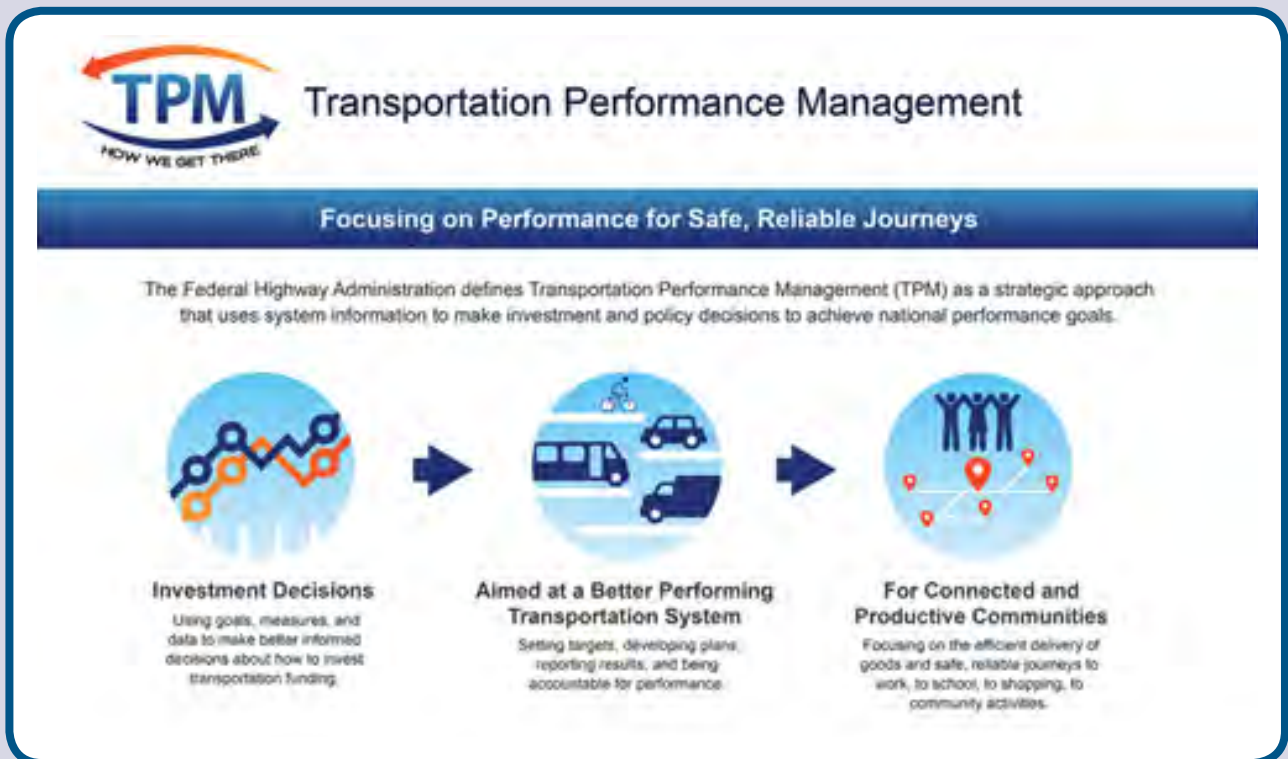 TPM
HOW WE GET THERE
Transportation Performance Management
Focusing on Performance for Safe, Reliable Journeys
The Federal Highway Administration defines Transportation Performance Management (TPM) as a strategic approach
that uses system information to make investment and policy decisions to achieve national performance goals.
Investment Decisions
Using goals, measures, and
data to make better informed
decisions about how to invest
transportation funding.
Aimed at a Better Performing
Transportation System
Setting targets, developing plans,
reporting results, and being
accountable for performance.
For Connected and
Productive Communities
Focusing on the efficient delivery of
goods and safe, reliable journeys to
work, to school, to shopping, to
community activities.